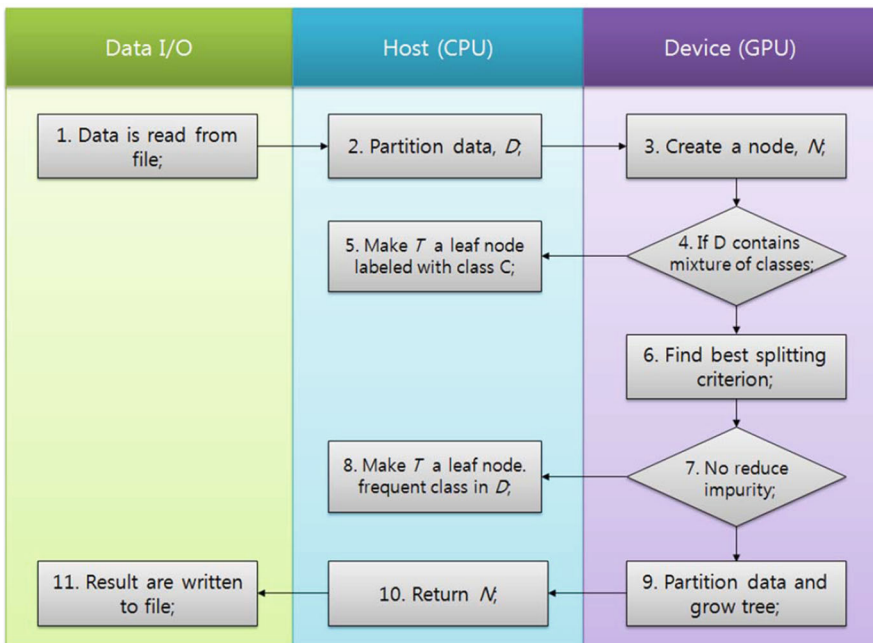 Data I/O
Host (CPU)
Device (GPU)
1. Data is read from
file;
2. Partition data, D;
3. Create a node, N;
4. If D contains
mixture of classes;
5. Make T a leaf node
labeled with class C;
6. Find best splitting
criterion;
7. No reduce
impurity;
8. Make T a leaf node.
frequent class in D;
9. Partition data and
grow tree;
10. Return N;
11. Result are written
to file;